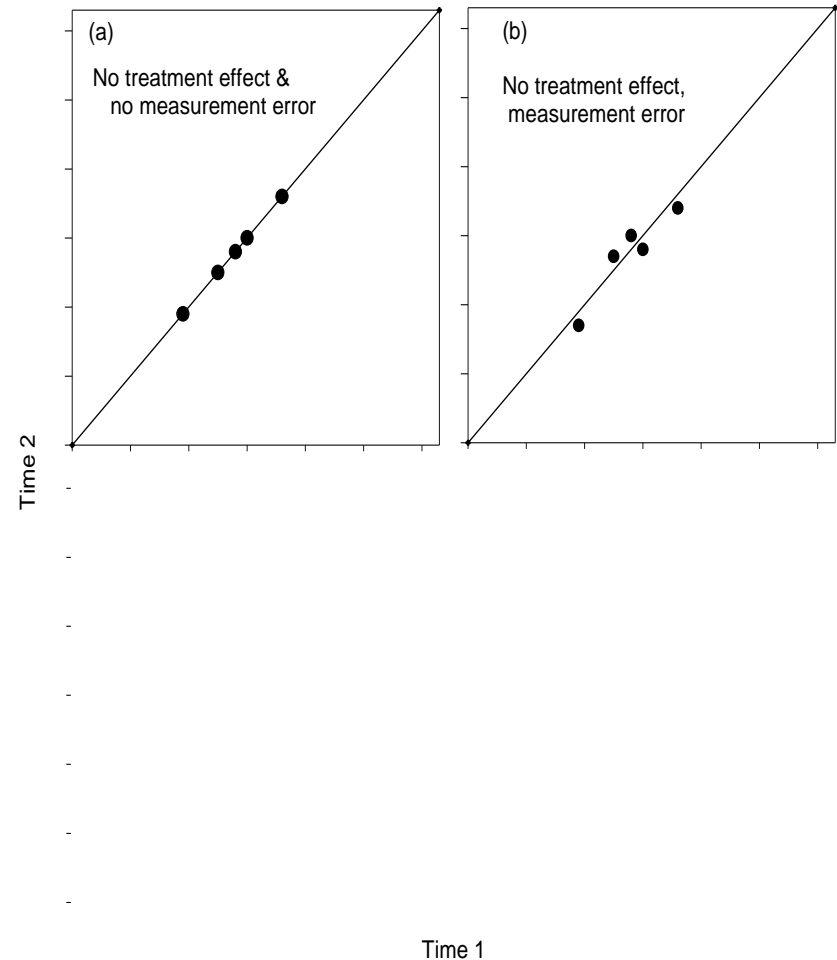 (a)
No treatment effect &
no measurement error
(b)
No treatment effect,
measurement error
Time 2
Time 1